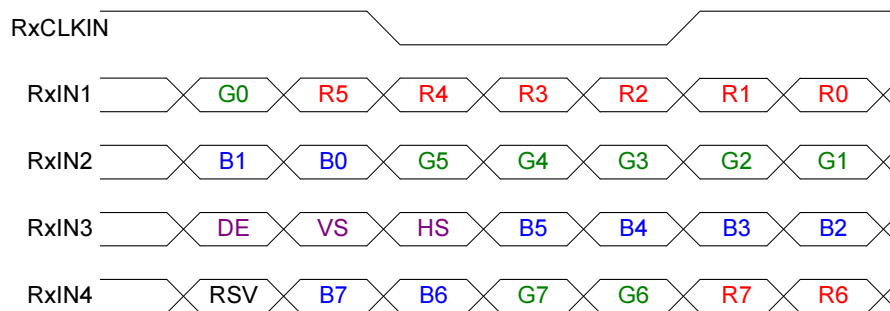 RxCLKIN
RxIN1 G0 R5 R4 R3 R2 R1 R0
RxIN2 B1 B0 G5 G4 G3 G2 G1
RxIN3 DE VS HS B5 B4 B3 B2
RxIN4 RSV B7 B6 G7 G6 R7 R6